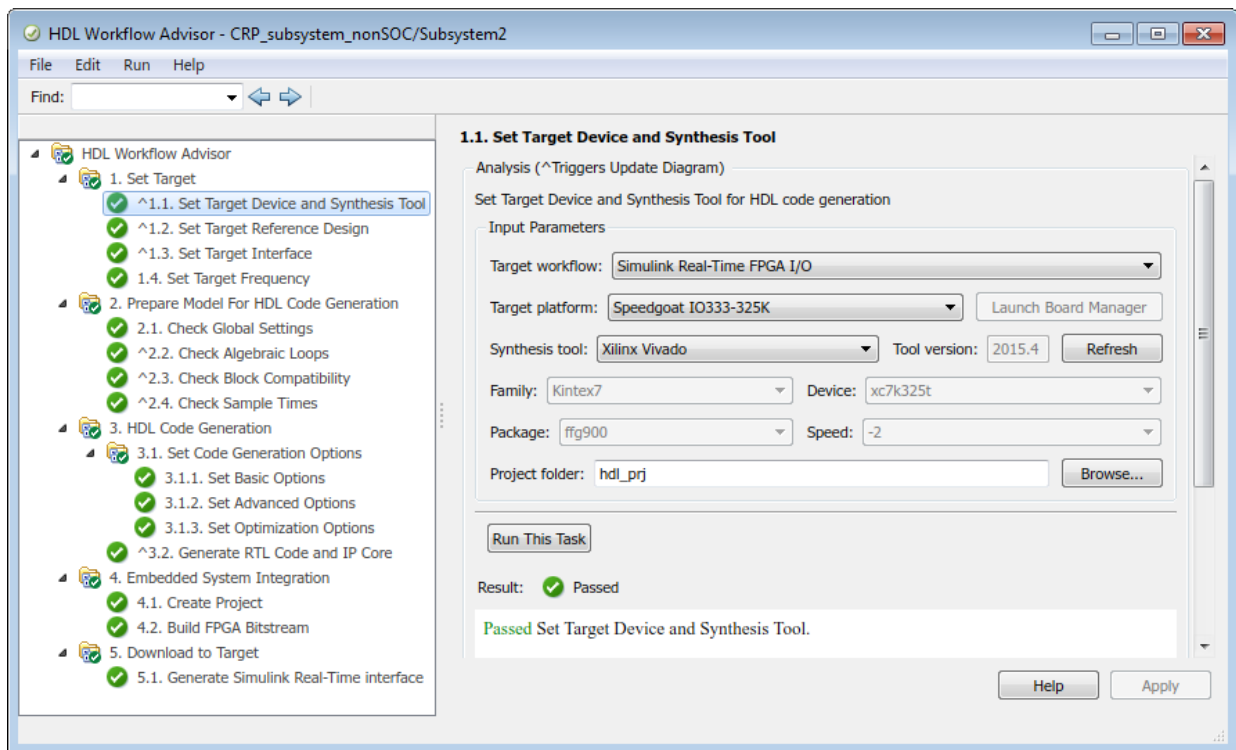 HDL Workflow Advisor - CRP_subsystem_nonSOC/Subsystem2
File Edit Run Help
Find:
HDL Workflow Advisor
1. Set Target
^1.1. Set Target Device and Synthesis Tool
^1.2. Set Target Reference Design
^1.3. Set Target Interface
1.4. Set Target Frequency
2. Prepare Model For HDL Code Generation
2.1. Check Global Settings
^2.2. Check Algebraic Loops
^2.3. Check Block Compatibility
^2.4. Check Sample Times
3. HDL Code Generation
3.1. Set Code Generation Options
3.1.1. Set Basic Options
3.1.2. Set Advanced Options
3.1.3. Set Optimization Options
^3.2. Generate RTL Code and IP Core
4. Embedded System Integration
4.1. Create Project
4.2. Build FPGA Bitstream
5. Download to Target
5.1. Generate Simulink Real-Time interface
1.1. Set Target Device and Synthesis Tool
Analysis (^Triggers Update Diagram)
Set Target Device and Synthesis Tool for HDL code generation
Input Parameters
Target workflow: Simulink Real-Time FPGA I/O
Target platform: Speedgoat IO333-325K Launch Board Manager
Synthesis tool: Xilinx Vivado Tool version: 2015.4 Refresh
Family: Kintex7 Device: xc7k325t
Package: ffg900 Speed: -2
Project folder: hdl_prj Browse...
Run This Task
Result: Passed
Passed Set Target Device and Synthesis Tool.
Help Apply